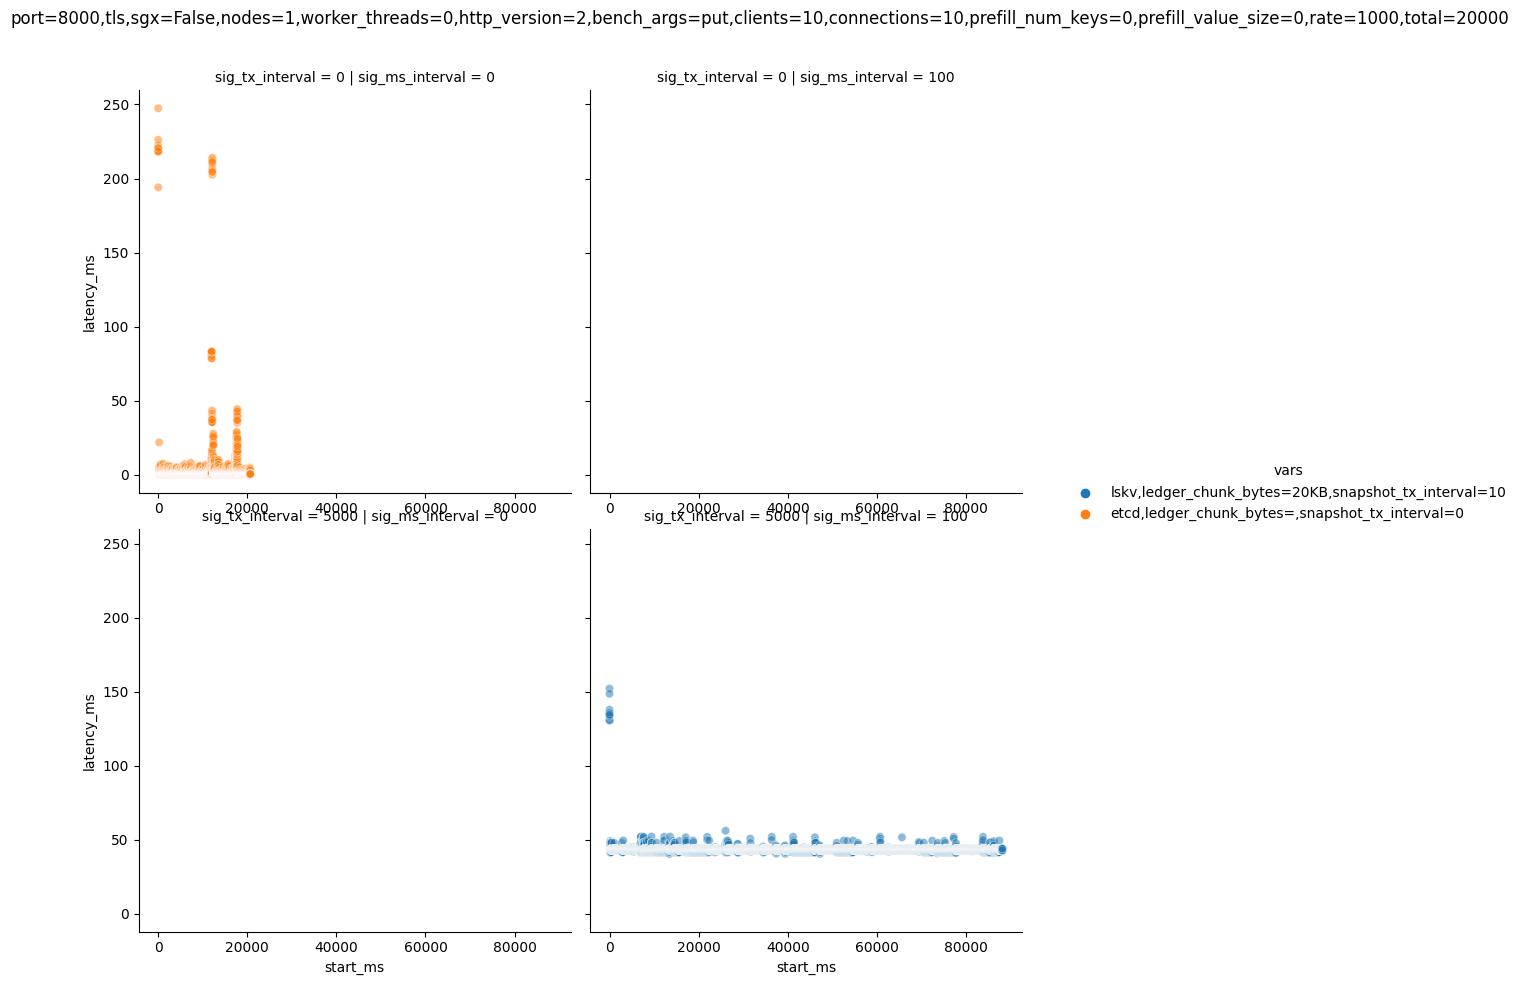 port=8000,tls,sgx=False,nodes=1,worker_threads=0,http_version=2,bench_args=put,clients=10,connections=10,prefill_num_keys=0,prefill_value_size=0,rate=1000,total=20000
sig_tx_interval = 0 | sig_ms_interval = 0
sig_tx_interval = 0 | sig_ms_interval = 100
250
200
150
100
50
0
latency_ms
0 20000 40000 60000 80000
0 20000 40000 60000 80000
vars
lskv,ledger_chunk_bytes=20KB,snapshot_tx_interval=10
etcd,ledger_chunk_bytes=,snapshot_tx_interval=0
sig_tx_interval = 5000 | sig_ms_interval = 0
sig_tx_interval = 5000 | sig_ms_interval = 100
250
200
150
100
50
0
latency_ms
0 20000 40000 60000 80000
0 20000 40000 60000 80000
start_ms
start_ms